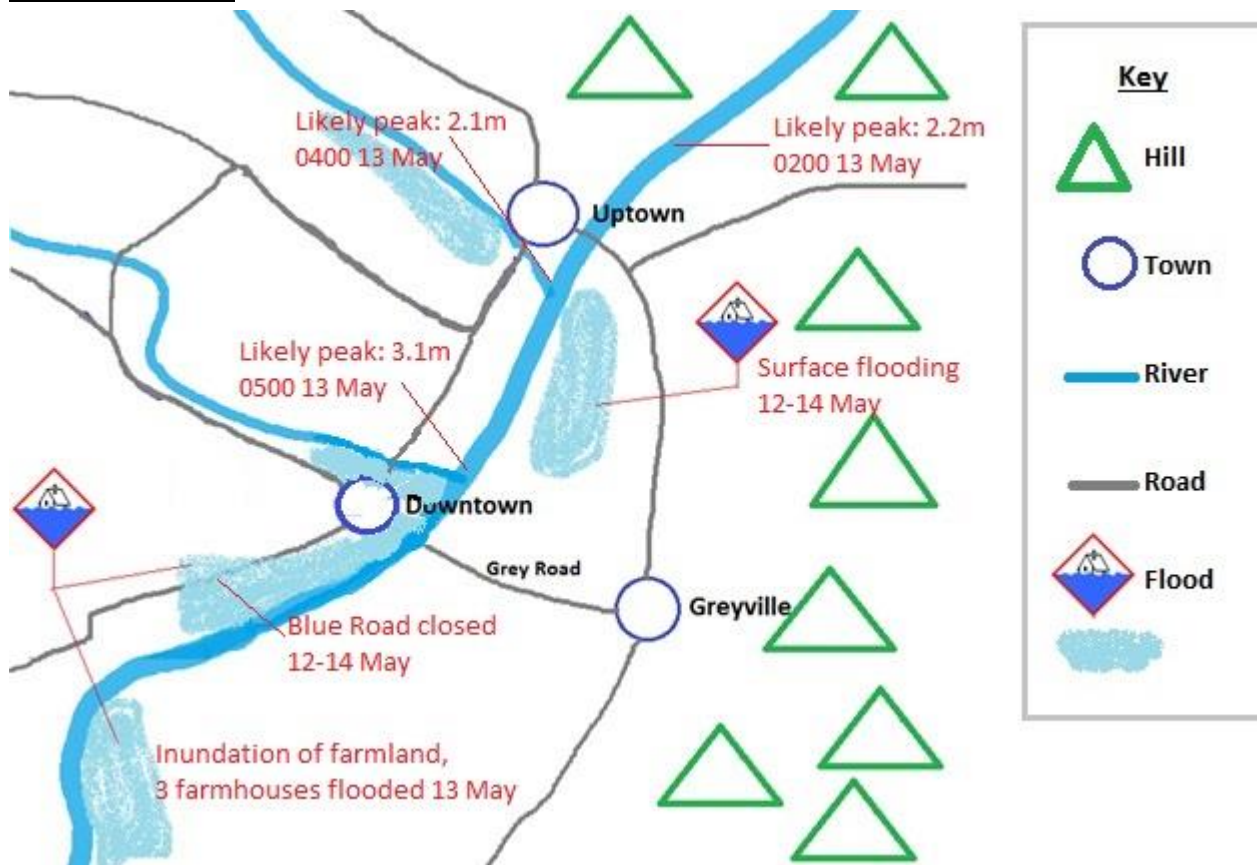 Likely peak: 2.1m
0400 13 May
Likely peak: 2.2m
0200 13 May
Uptown
Likely peak: 3.1m
0500 13 May
Surface flooding
12-14 May
Downtown
Grey Road
Greyville
Blue Road closed
12-14 May
Inundation of farmland,
3 farmhouses flooded 13 May
Key
Hill
Town
River
Road
Flood